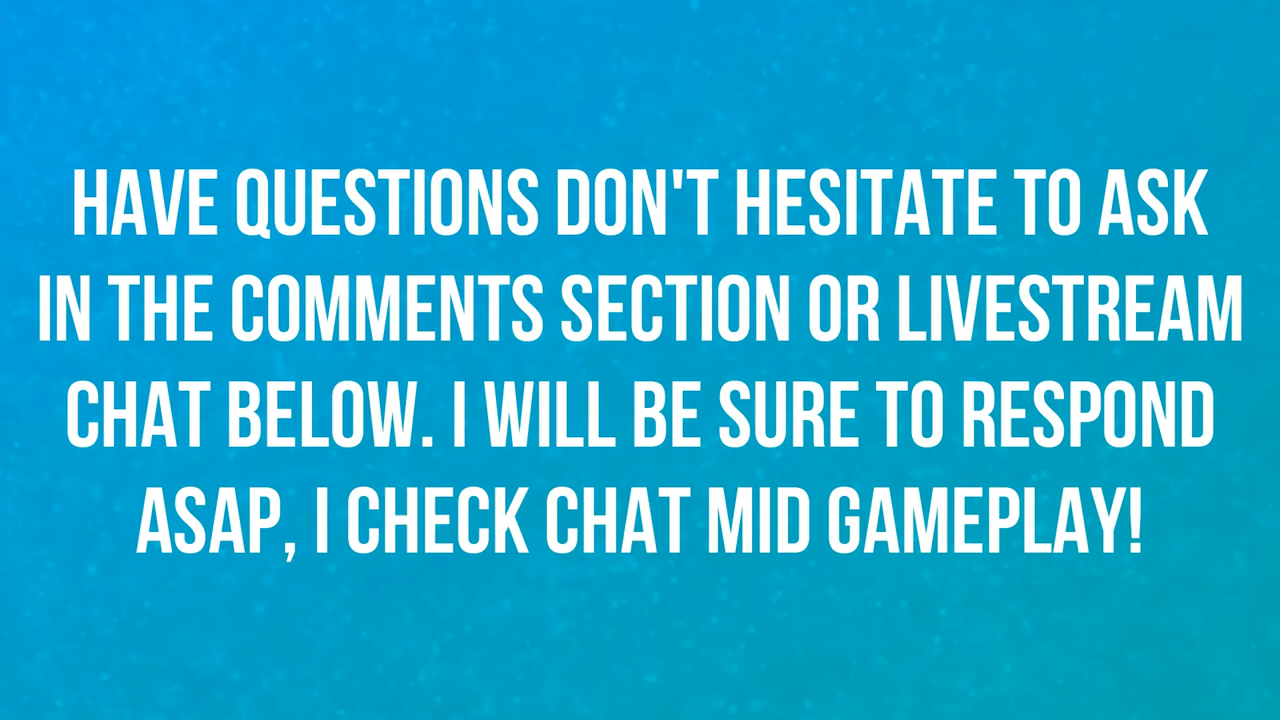 HAVE QUESTIONS DON'T HESITATE TO ASK
IN THE COMMENTS SECTION OR LIVESTREAM
CHAT BELOW. I WILL BE SURE TO RESPOND
ASAP, I CHECK CHAT MID GAMEPLAY!